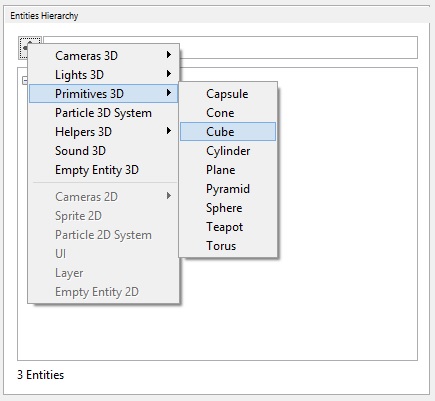 Entities Hierarchy
Cameras 3D
Lights 3D
Primitives 3D
Particle 3D System
Helpers 3D
Sound 3D
Empty Entity 3D
Cameras 2D
Sprite 2D
Particle 2D System
UI
Layer
Empty Entity 2D
Capsule
Cone
Cube
Cylinder
Plane
Pyramid
Sphere
Teapot
Torus
3 Entities